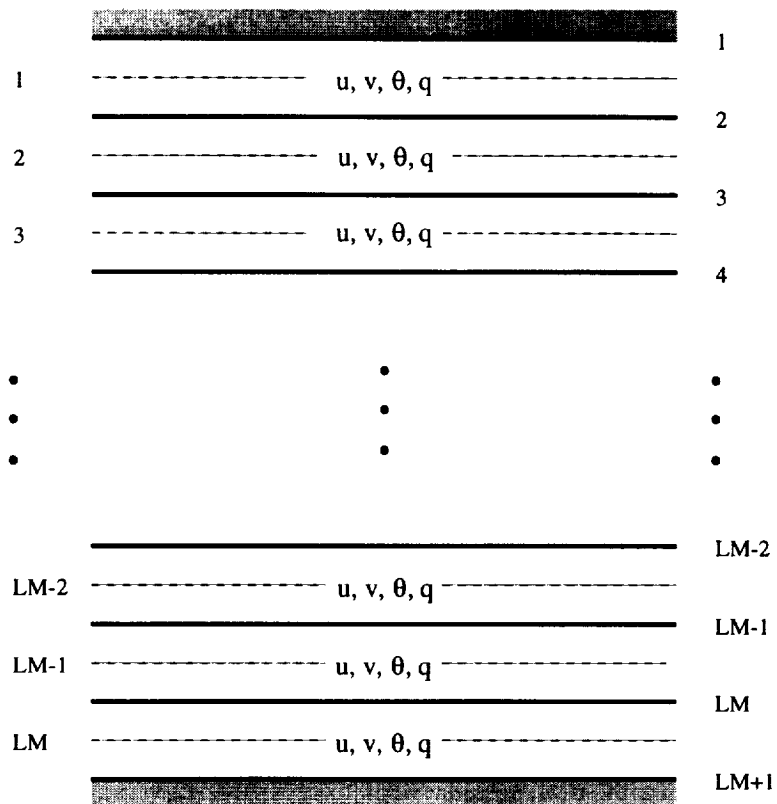 1
1 u, v, θ, q
2
2 u, v, θ, q
3
3 u, v, θ, q
4
LM-2
LM-2 u, v, θ, q
LM-1
LM-1 u, v, θ, q
LM
LM u, v, θ, q
LM+1